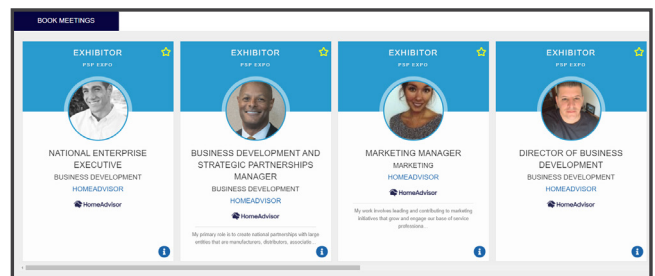 BOOK MEETINGS
EXHIBITOR
PSP EXPO
NATIONAL ENTERPRISE
EXECUTIVE
BUSINESS DEVELOPMENT
HOMEADVISOR
HomeAdvisor
EXHIBITOR
PSP EXPO
BUSINESS DEVELOPMENT AND
STRATEGIC PARTNERSHIPS
MANAGER
BUSINESS DEVELOPMENT
HOMEADVISOR
HomeAdvisor
My primary role is to create national partnerships with large
entities that are manufacturers, distributors, associatio...
EXHIBITOR
PSP EXPO
MARKETING MANAGER
MARKETING
HOMEADVISOR
HomeAdvisor
My work involves leading and contributing to marketing
initiatives that grow and engage our base of service
professiona...
EXHIBITOR
PSP EXPO
DIRECTOR OF BUSINESS
DEVELOPMENT
BUSINESS DEVELOPMENT
HOMEADVISOR
HomeAdvisor